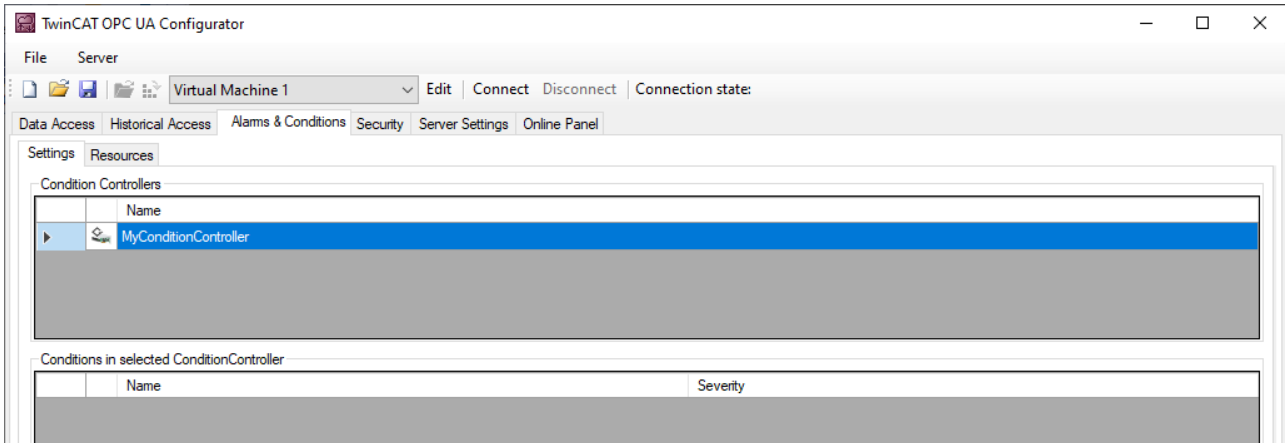 TwinCAT OPC UA Configurator
File Server
Virtual Machine 1 Edit Connect Disconnect Connection state:
Data Access Historical Access Alarms & Conditions Security Server Settings Online Panel
Settings Resources
Condition Controllers
Name
MyConditionController
Conditions in selected ConditionController
Name Severity